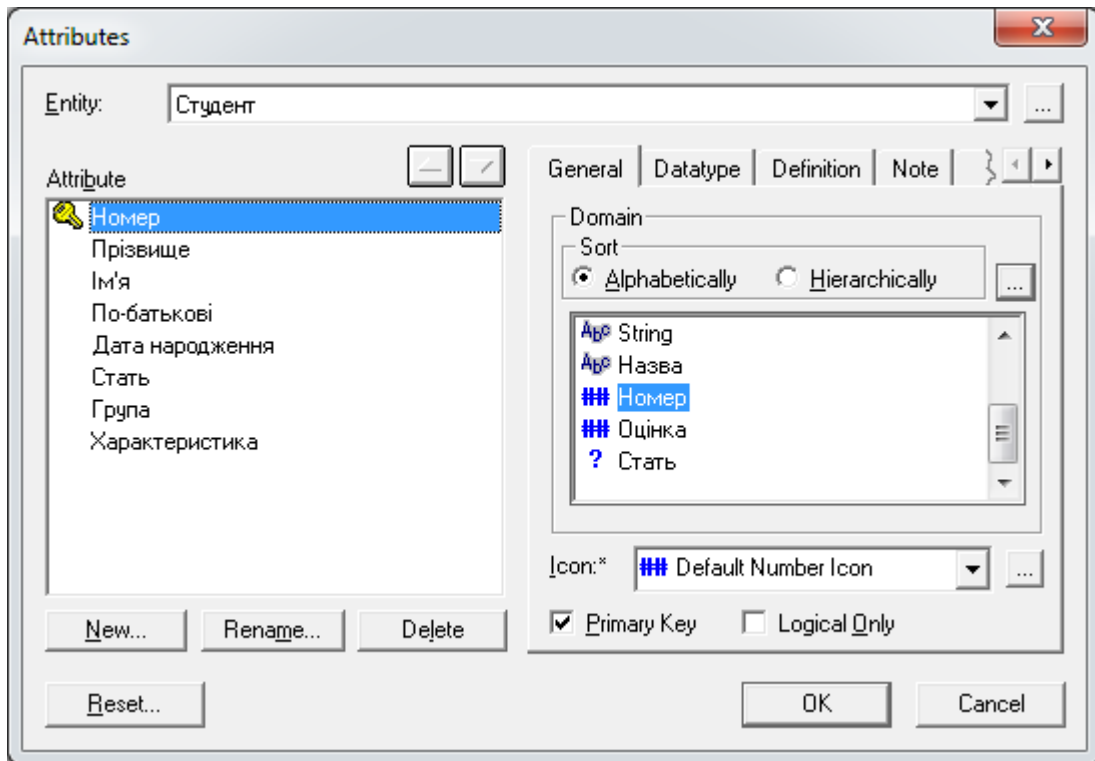 Attributes
Entity:
Студент
...
Attribute
Номер
Прізвище
Ім'я
По-батькові
Дата народження
Стать
Група
Характеристика
New...
Rename...
Delete
General
Datatype
Definition
Note
Domain
Sort
Alphabetically
Hierarchically
...
Abc String
Abc Назва
## Номер
## Оцінка
? Стать
Icon:*
## Default Number Icon
...
Primary Key
Logical Only
Reset...
OK
Cancel